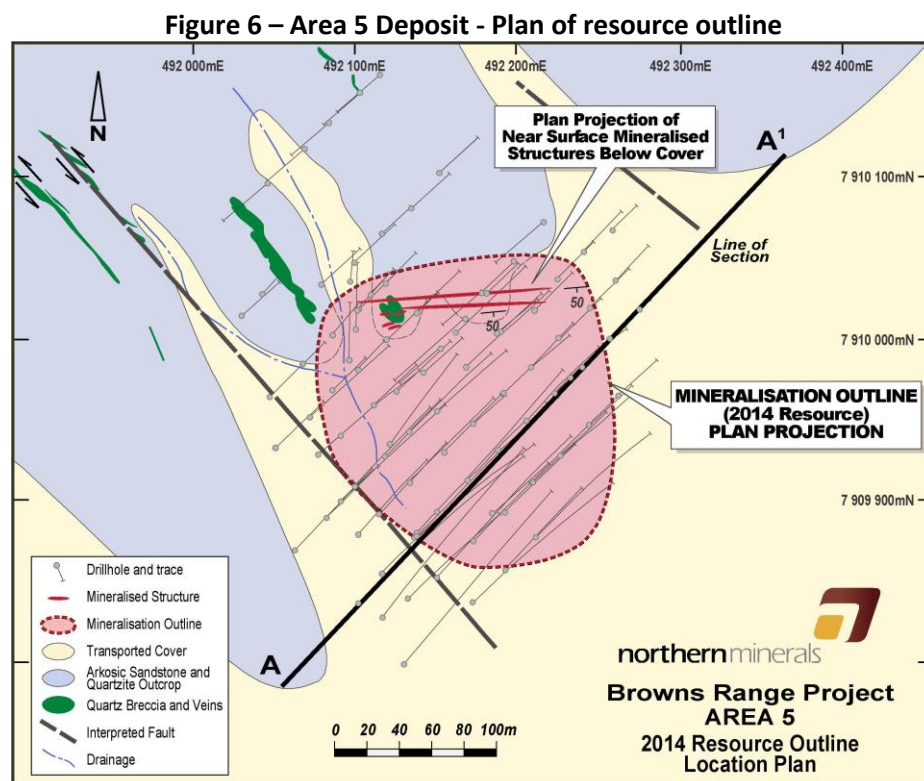 Figure 6 – Area 5 Deposit - Plan of resource outline
492 000mE
492 100mE
492 200mE
492 300mE
492 400mE
N
Plan Projection of
Near Surface Mineralised
Structures Below Cover
A1
7 910 100mN
Line of
Section
50
50
7 910 000mN
MINERALISATION OUTLINE
(2014 Resource)
PLAN PROJECTION
7 909 900mN
Drillhole and trace
Mineralised Structure
Mineralisation Outline
Transported Cover
Arkosic Sandstone and
Quartzite Outcrop
Quartz Breccia and Veins
Interpreted Fault
Drainage
A
0 20 40 60 80 100m
northernminerals
Browns Range Project
AREA 5
2014 Resource Outline
Location Plan